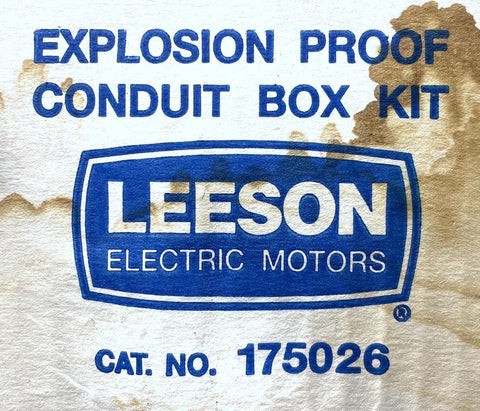 EXPLOSION PROOF
CONDUIT BOX KIT
LEESON
ELECTRIC MOTORS
®
CAT. NO. 175026